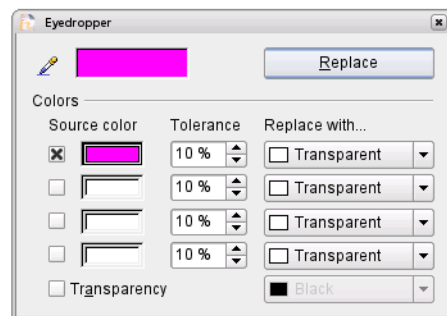 Eyedropper
Replace
Colors
Source color Tolerance Replace with...
10 % Transparent
10 % Transparent
10 % Transparent
10 % Transparent
Transparency Black